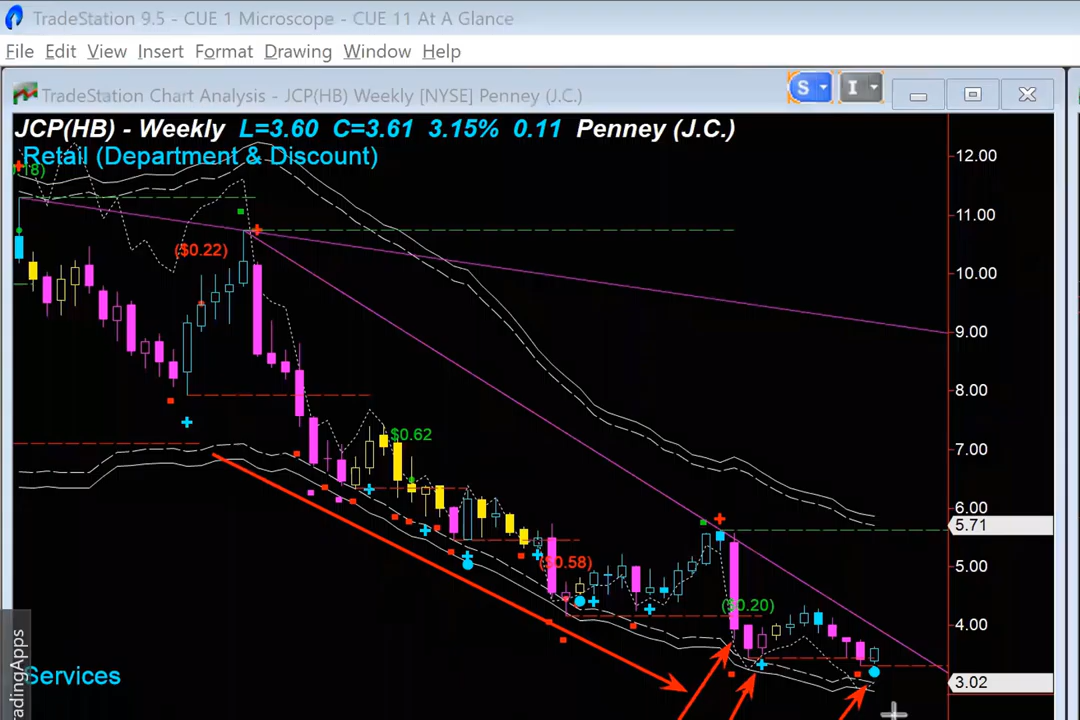 TradeStation 9.5 - CUE 1 Microscope - CUE 11 At A Glance
File Edit View Insert Format Drawing Window Help
TradeStation Chart Analysis - JCP(HB) Weekly [NYSE] Penney (J.C.)
S I
JCP(HB) - Weekly L=3.60 C=3.61 3.15% 0.11 Penney (J.C.)
Retail (Department & Discount)
12.00
11.00
($0.22)
10.00
9.00
8.00
$0.62
7.00
6.00
5.71
($0.58)
5.00
($0.20)
4.00
3.02
Services
TradingApps